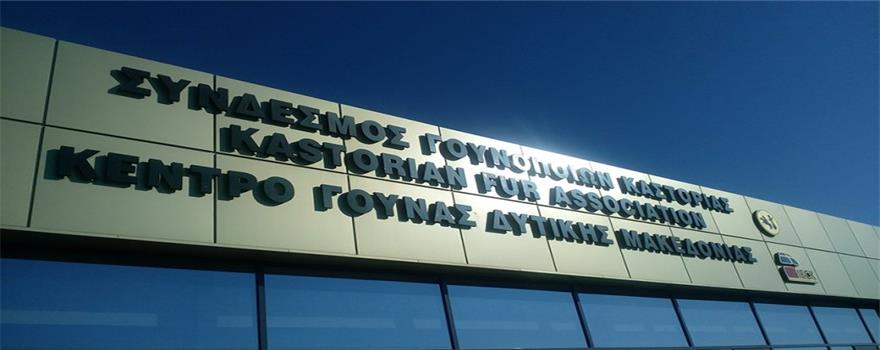 ΣΥΝΔΕΣΜΟΣ ΓΟΥΝΟΠΟΙΩΝ ΚΑΣΤΟΡΙΑΣ
KASTORIAN FUR ASSOCIATION
ΚΕΝΤΡΟ ΓΟΥΝΑΣ ΔΥΤΙΚΗΣ ΜΑΚΕΔΟΝΙΑΣ